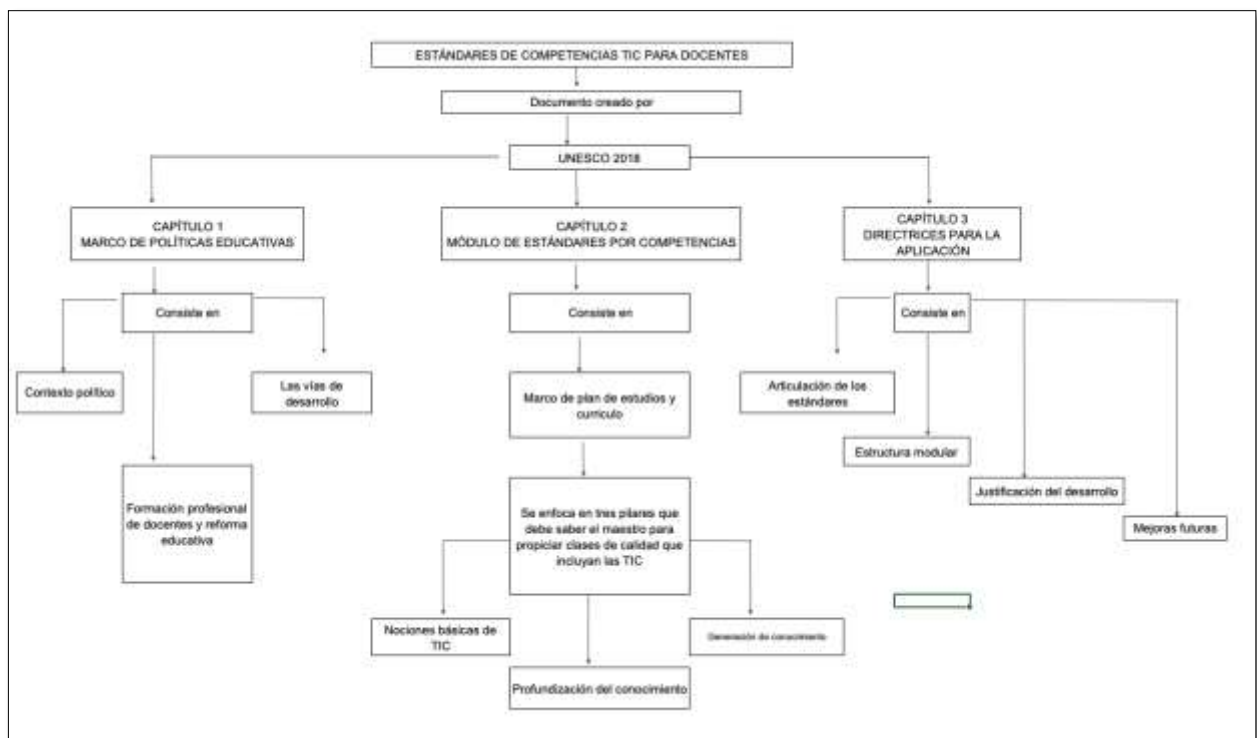 ESTÁNDARES DE COMPETENCIAS TIC PARA DOCENTES
Documento creado por
UNESCO 2018
CAPÍTULO 1
MARCO DE POLÍTICAS EDUCATIVAS
CAPÍTULO 2
MÓDULO DE ESTÁNDARES POR COMPETENCIAS
CAPÍTULO 3
DIRECTRICES PARA LA
APLICACIÓN
Consiste en
Consiste en
Consiste en
Contexto político
Las vías de
desarrollo
Marco de plan de estudios y
currículo
Articulación de los
estándares
Estructura modular
Justificación del desarrollo
Mejoras futuras
Formación profesional
de docentes y reforma
educativa
Se enfoca en tres pilares que
debe saber el maestro para
propiciar clases de calidad que
incluyan las TIC
Nociones básicas de
TIC
Generación de conocimiento
Profundización del conocimiento